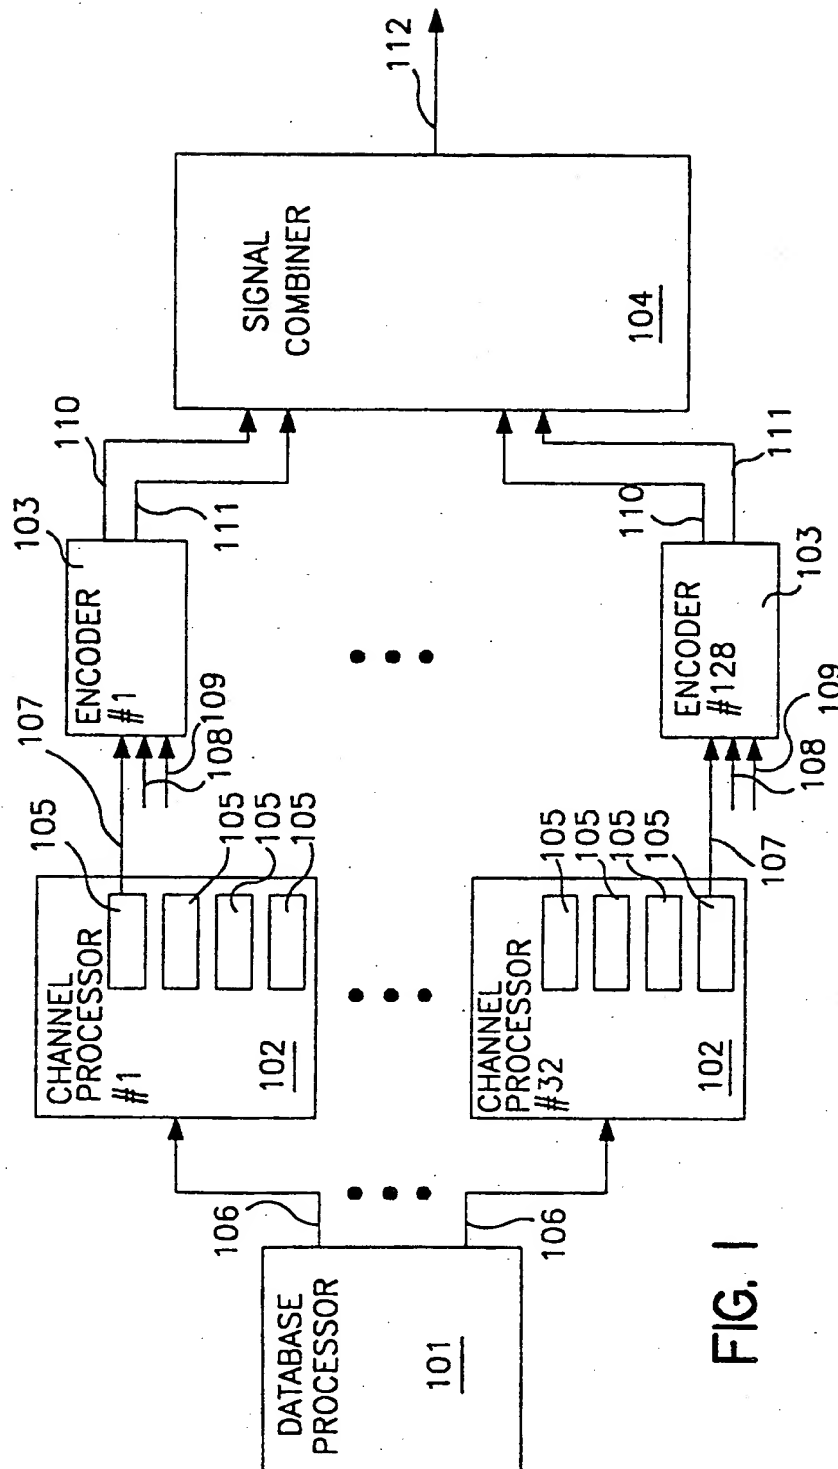 DATABASE
PROCESSOR
101
106
106
CHANNEL
PROCESSOR
#1
102
105
105
105
105
CHANNEL
PROCESSOR
#32
102
105
105
105
105
107
108
109
107
108
109
ENCODER
#1
103
ENCODER
#128
103
110
111
110
111
SIGNAL
COMBINER
104
112
FIG. 1